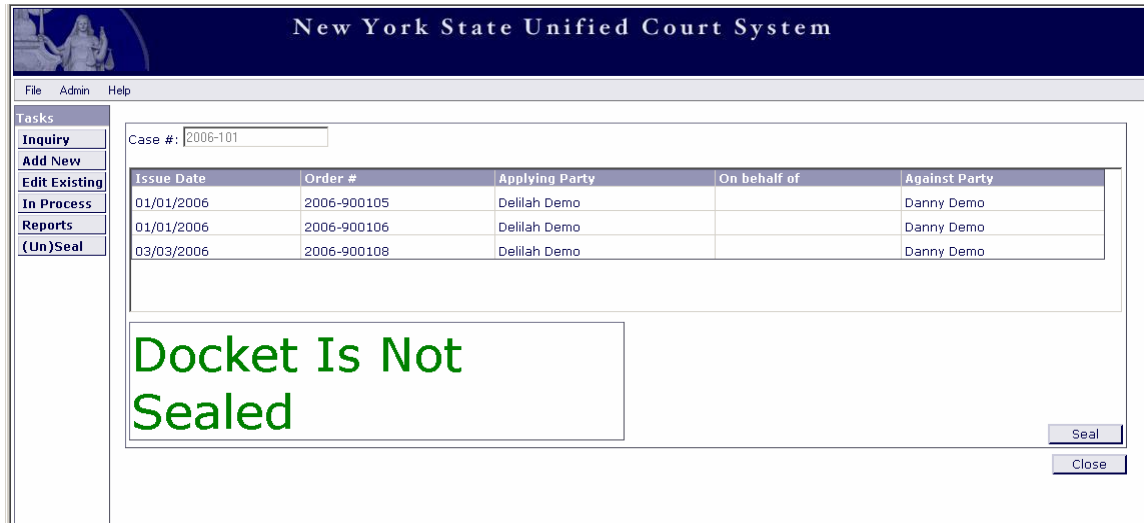 New York State Unified Court System
File Admin Help
Tasks
Inquiry
Add New
Edit Existing
In Process
Reports
(Un)Seal
Case #: 2006-101
Issue Date Order # Applying Party On behalf of Against Party
01/01/2006 2006-900105 Delilah Demo Danny Demo
01/01/2006 2006-900106 Delilah Demo Danny Demo
03/03/2006 2006-900108 Delilah Demo Danny Demo
Docket Is Not
Sealed
Seal
Close